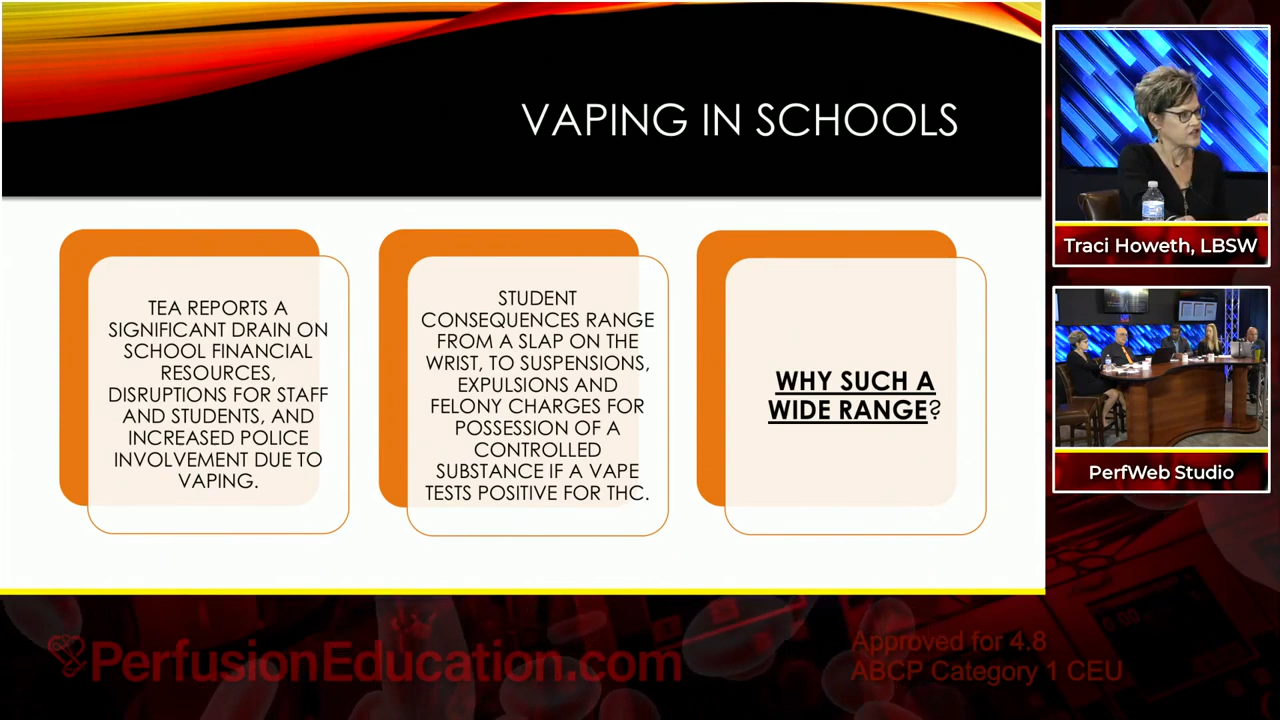 VAPING IN SCHOOLS
TEA REPORTS A
SIGNIFICANT DRAIN ON
SCHOOL FINANCIAL
RESOURCES,
DISRUPTIONS FOR STAFF
AND STUDENTS, AND
INCREASED POLICE
INVOLVEMENT DUE TO
VAPING.
STUDENT
CONSEQUENCES RANGE
FROM A SLAP ON THE
WRIST, TO SUSPENSIONS,
EXPULSIONS AND
FELONY CHARGES FOR
POSSESSION OF A
CONTROLLED
SUBSTANCE IF A VAPE
TESTS POSITIVE FOR THC.
WHY SUCH A
WIDE RANGE?
Traci Howeth, LBSW
PerfWeb Studio
PerfusionEducation.com
Approved for 4.8
ABCP Category 1 CEU